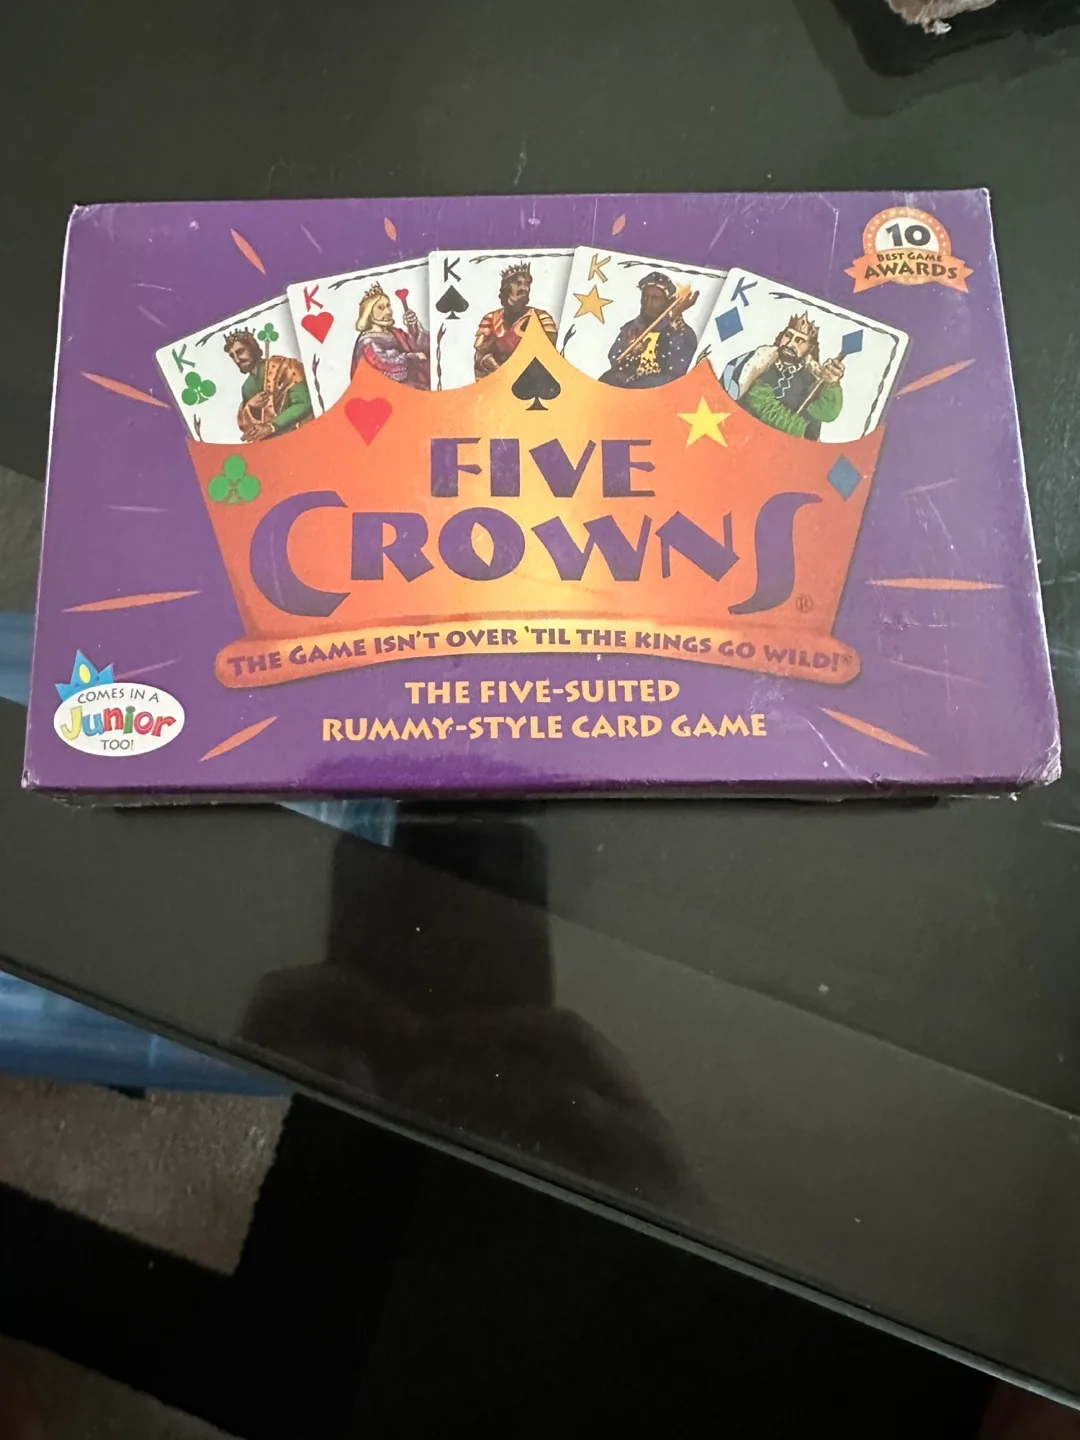 10
BEST GAME
AWARDS
K
K
K
K
K
FIVE
CROWNS®
THE GAME ISN'T OVER 'TIL THE KINGS GO WILD!™
THE FIVE-SUITED
RUMMY-STYLE CARD GAME
COMES IN A
Junior
TOO!